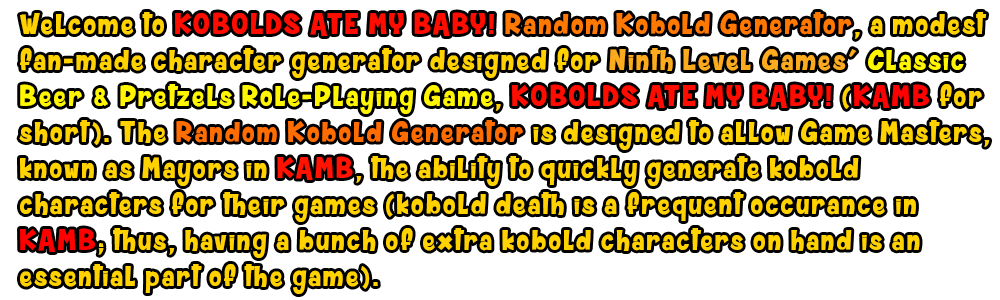 Welcome to KOBOLDS ATE MY BABY! Random Kobold Generator, a modest
fan-made character generator designed for Ninth Level Games' Classic
Beer & Pretzels Role-Playing Game, KOBOLDS ATE MY BABY! (KAMB for
short). The Random Kobold Generator is designed to allow Game Masters,
known as Mayors in KAMB, the ability to quickly generate kobold
characters for their games (kobold death is a frequent occurance in
KAMB; thus, having a bunch of extra kobold characters on hand is an
essential part of the game).